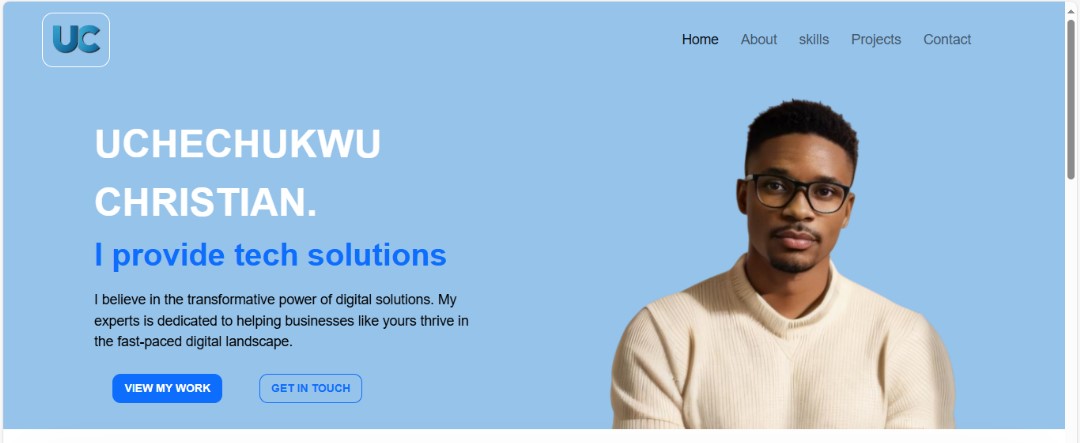 UC
Home About skills Projects Contact
UCHECHUKWU
CHRISTIAN.
I provide tech solutions
I believe in the transformative power of digital solutions. My
experts is dedicated to helping businesses like yours thrive in
the fast-paced digital landscape.
VIEW MY WORK GET IN TOUCH